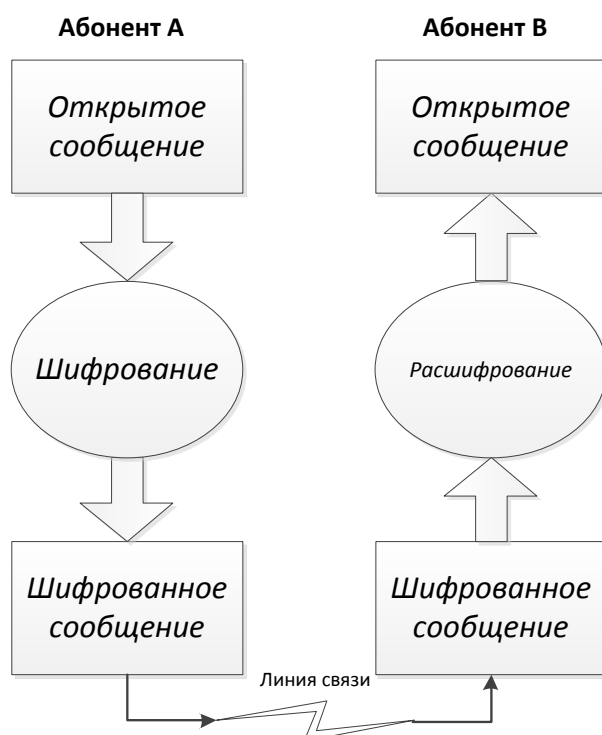 Абонент А
Открытое
сообщение
Шифрование
Шифрованное
сообщение
Линия связи
Абонент В
Открытое
сообщение
Расшифрование
Шифрованное
сообщение